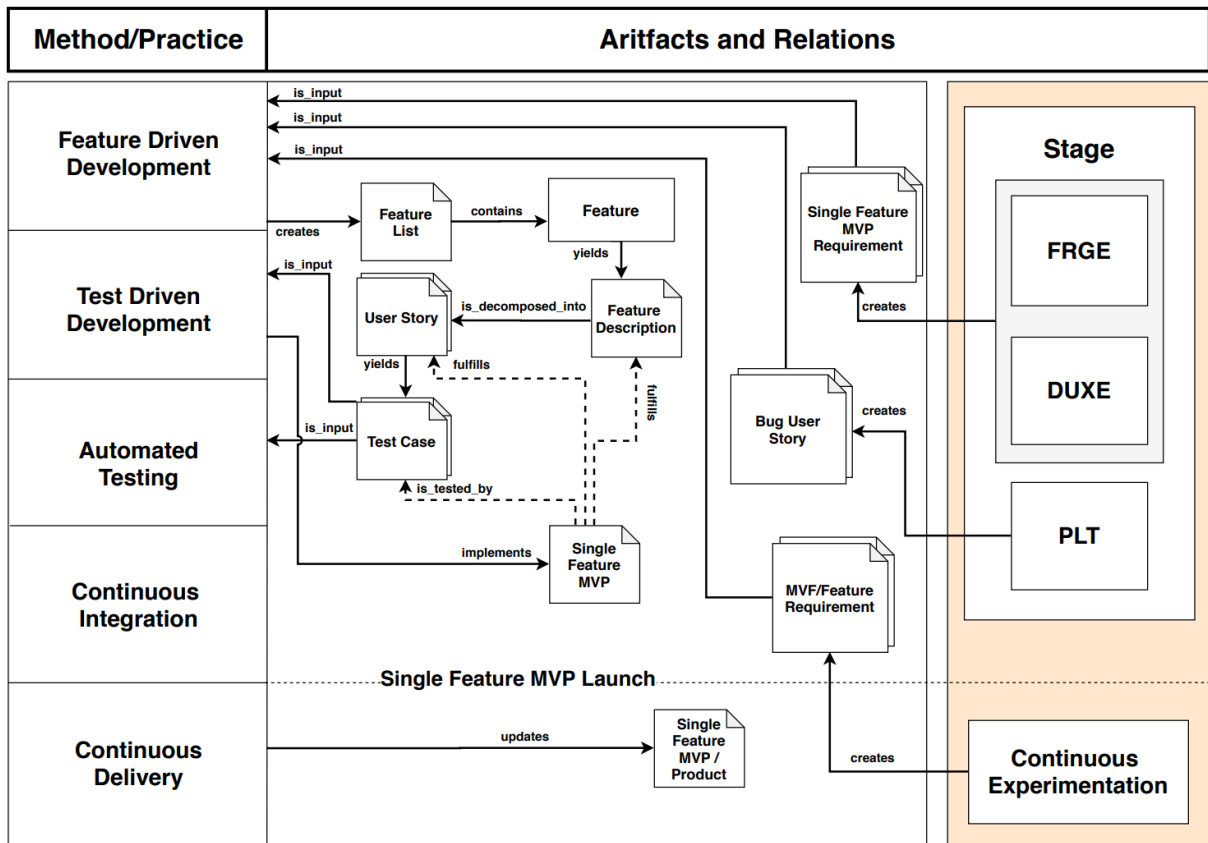 Method/Practice
Aritfacts and Relations
Feature Driven
Development
Test Driven
Development
Automated
Testing
Continuous
Integration
Continuous
Delivery
is_input
is_input
is_input
creates
Feature
List
contains
Feature
yields
is_input
User Story
is_decomposed_into
Feature
Description
yields
fulfills
fulfills
is_input
Test Case
is_tested_by
implements
Single
Feature
MVP
Single Feature MVP Launch
updates
Single
Feature
MVP /
Product
Single Feature
MVP
Requirement
creates
Bug User
Story
creates
MVF/Feature
Requirement
creates
Stage
FRGE
DUXE
PLT
Continuous
Experimentation